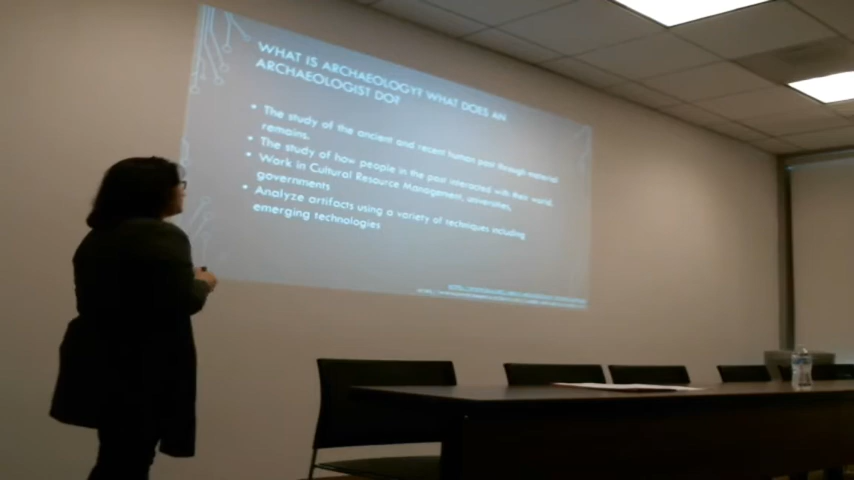 WHAT IS ARCHAEOLOGY? WHAT DOES AN
ARCHAEOLOGIST DO?
• The study of the ancient and recent human past through material
remains.
• The study of how people in the past interacted with their world.
• Work in Cultural Resource Management, universities,
governments
• Analyze artifacts using a variety of techniques including
emerging technologies